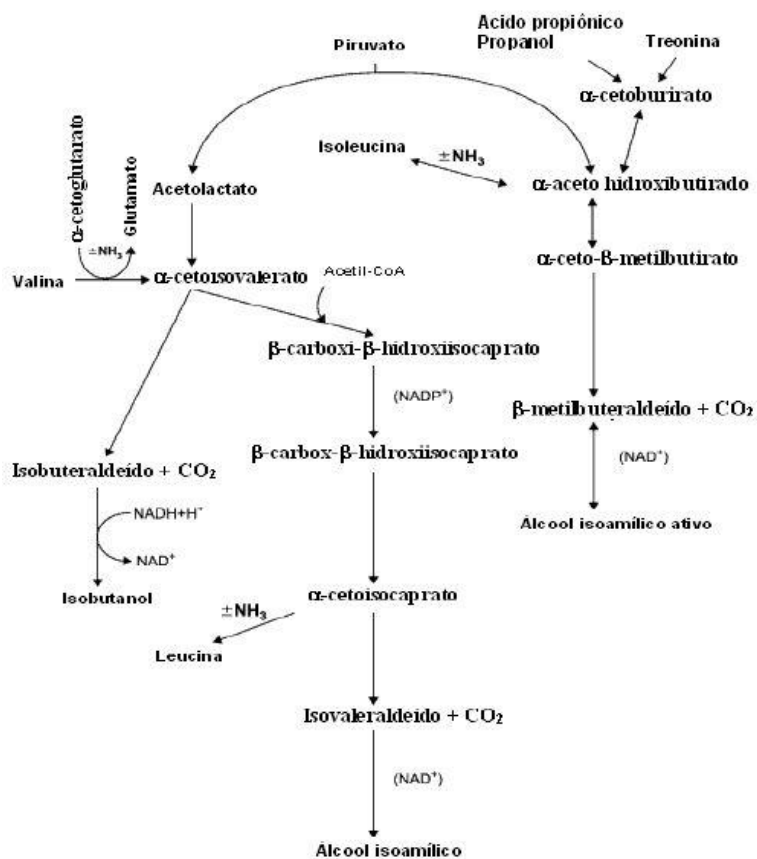 Acido propiónico
Propanol
Treonina
Piruvato
α-cetoburirato
Isoleucina
±NH₃
α-aceto hidroxibutirado
α-cetoglutarato
Glutamato
±NH₃
Acetolactato
α-ceto-β-metilbutirato
Valina
α-cetoisovalerato
Acetil-CoA
β-carboxi-β-hidroxiisocaprato
(NADP⁺)
β-metilbuteraldeído + CO₂
β-carbox-β-hidroxiisocaprato
(NAD⁺)
Isobuteraldeído + CO₂
NADH+H⁺
NAD⁺
Álcool isoamílico ativo
Isobutanol
α-cetoisocaprato
±NH₃
Leucina
Isovaleraldeído + CO₂
(NAD⁺)
Álcool isoamílico